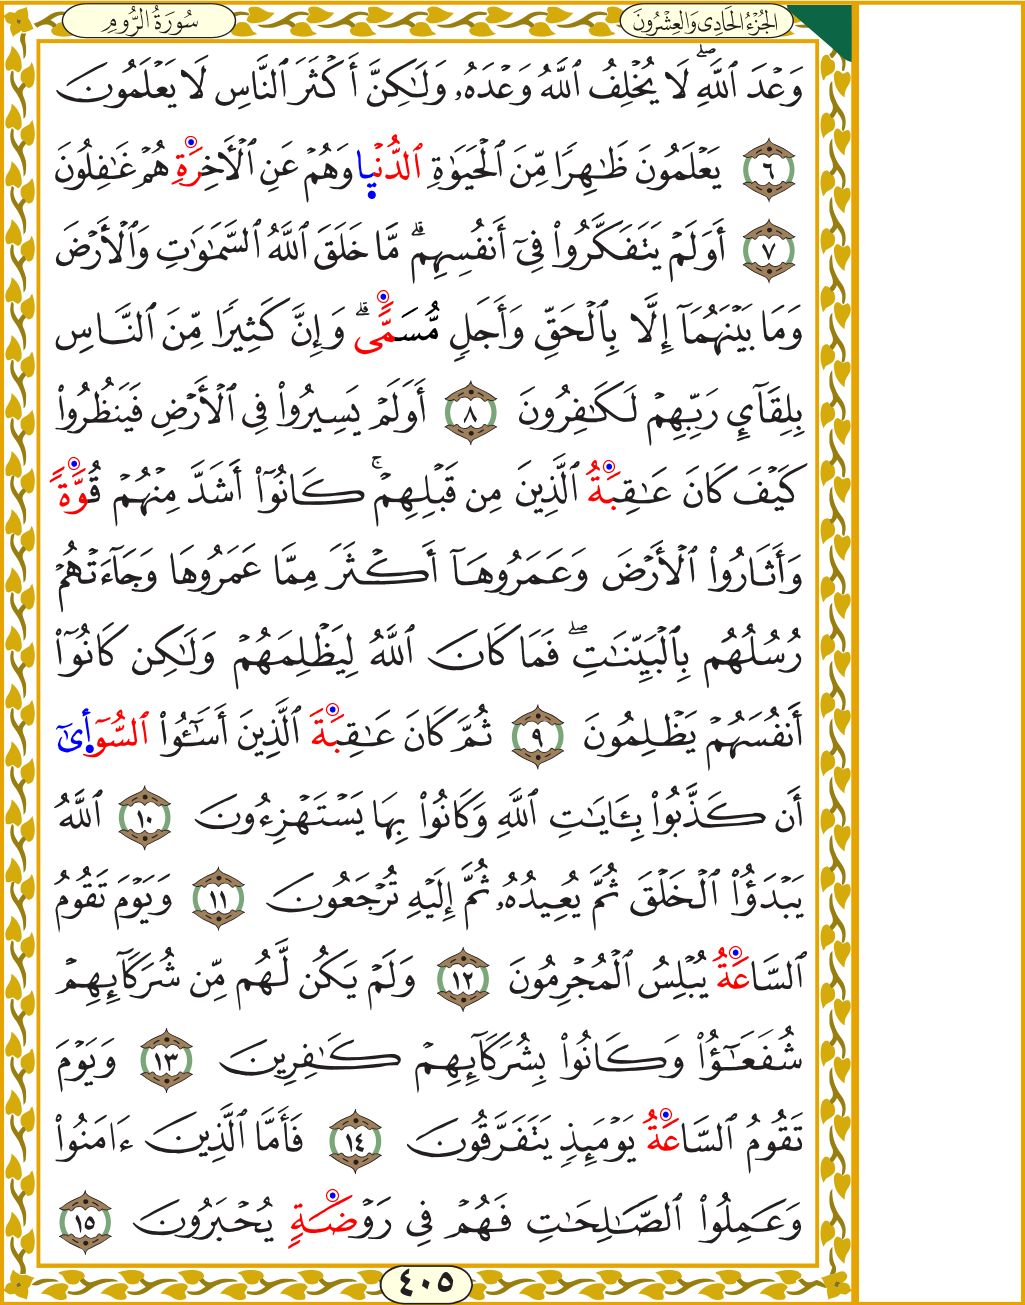 الجُزْءُ الحَادِى وَالعِشْرُونَ
سُورَةُ الرُّومِ
وَعْدَ ٱللَّهِۖ لَا يُخْلِفُ ٱللَّهُ وَعْدَهُۥ وَلَٰكِنَّ أَكْثَرَ ٱلنَّاسِ لَا يَعْلَمُونَ
٦ يَعْلَمُونَ ظَٰهِرًا مِّنَ ٱلْحَيَوٰةِ ٱلدُّنْيٜا وَهُمْ عَنِ ٱلْأَخِرَةِ هُمْ غَٰفِلُونَ
٧ أَوَلَمْ يَتَفَكَّرُوا۟ فِىٓ أَنفُسِهِمۗ مَّا خَلَقَ ٱللَّهُ ٱلسَّمَٰوَٰتِ وَٱلْأَرْضَ
وَمَا بَيْنَهُمَآ إِلَّا بِٱلْحَقِّ وَأَجَلٍ مُّسَمًّىۗ وَإِنَّ كَثِيرًا مِّنَ ٱلنَّاسِ
بِلِقَآئِ رَبِّهِمْ لَكَٰفِرُونَ ٨ أَوَلَمْ يَسِيرُوا۟ فِى ٱلْأَرْضِ فَيَنظُرُوا۟
كَيْفَ كَانَ عَٰقِبَةُ ٱلَّذِينَ مِن قَبْلِهِمْۚ كَانُوٓا۟ أَشَدَّ مِنْهُمْ قُوَّةً
وَأَثَارُوا۟ ٱلْأَرْضَ وَعَمَرُوهَآ أَكْثَرَ مِمَّا عَمَرُوهَا وَجَآءَتْهُمْ
رُسُلُهُم بِٱلْبَيِّنَٰتِۖ فَمَا كَانَ ٱللَّهُ لِيَظْلِمَهُمْ وَلَٰكِن كَانُوٓا۟
أَنفُسَهُمْ يَظْلِمُونَ ٩ ثُمَّ كَانَ عَٰقِبَةَ ٱلَّذِينَ أَسَٰٓـُٔوا۟ ٱلسُّوٓأَىٰٓ
أَن كَذَّبُوا۟ بِـَٔايَٰتِ ٱللَّهِ وَكَانُوا۟ بِهَا يَسْتَهْزِءُونَ ١٠ ٱللَّهُ
يَبْدَؤُا۟ ٱلْخَلْقَ ثُمَّ يُعِيدُهُۥ ثُمَّ إِلَيْهِ تُرْجَعُونَ ١١ وَيَوْمَ تَقُومُ
ٱلسَّاعَةُ يُبْلِسُ ٱلْمُجْرِمُونَ ١٢ وَلَمْ يَكُن لَّهُم مِّن شُرَكَآئِهِمْ
شُفَعَٰٓؤُا۟ وَكَانُوا۟ بِشُرَكَآئِهِمْ كَٰفِرِينَ ١٣ وَيَوْمَ
تَقُومُ ٱلسَّاعَةُ يَوْمَئِذٍ يَتَفَرَّقُونَ ١٤ فَأَمَّا ٱلَّذِينَ ءَامَنُوا۟
وَعَمِلُوا۟ ٱلصَّٰلِحَٰتِ فَهُمْ فِى رَوْضَةٍ يُحْبَرُونَ ١٥
٤٠٥